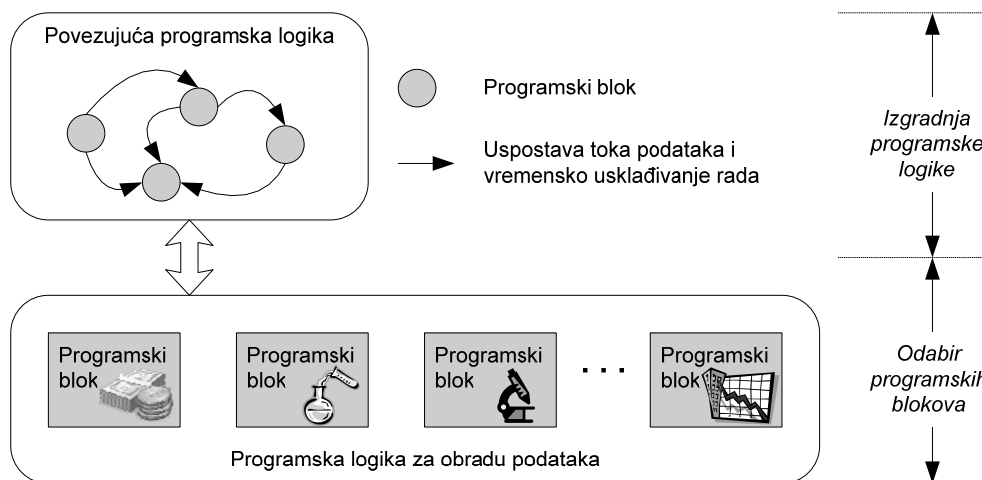 Povezujuća programska logika
Programski blok
Uspostava toka podataka i
vremensko usklađivanje rada
Izgradnja
programske
logike
Programski
blok
Programski
blok
Programski
blok
. . .
Programski
blok
Programska logika za obradu podataka
Odabir
programskih
blokova